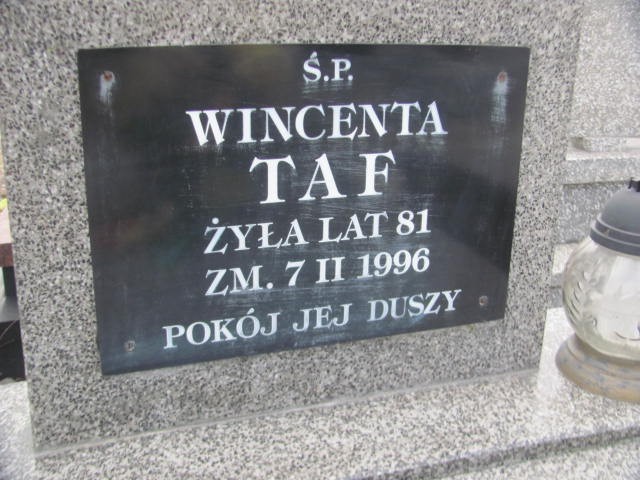 Ś.P.
WINCENTA
TAF
ŻYŁA LAT 81
ZM. 7 II 1996
POKÓJ JEJ DUSZY